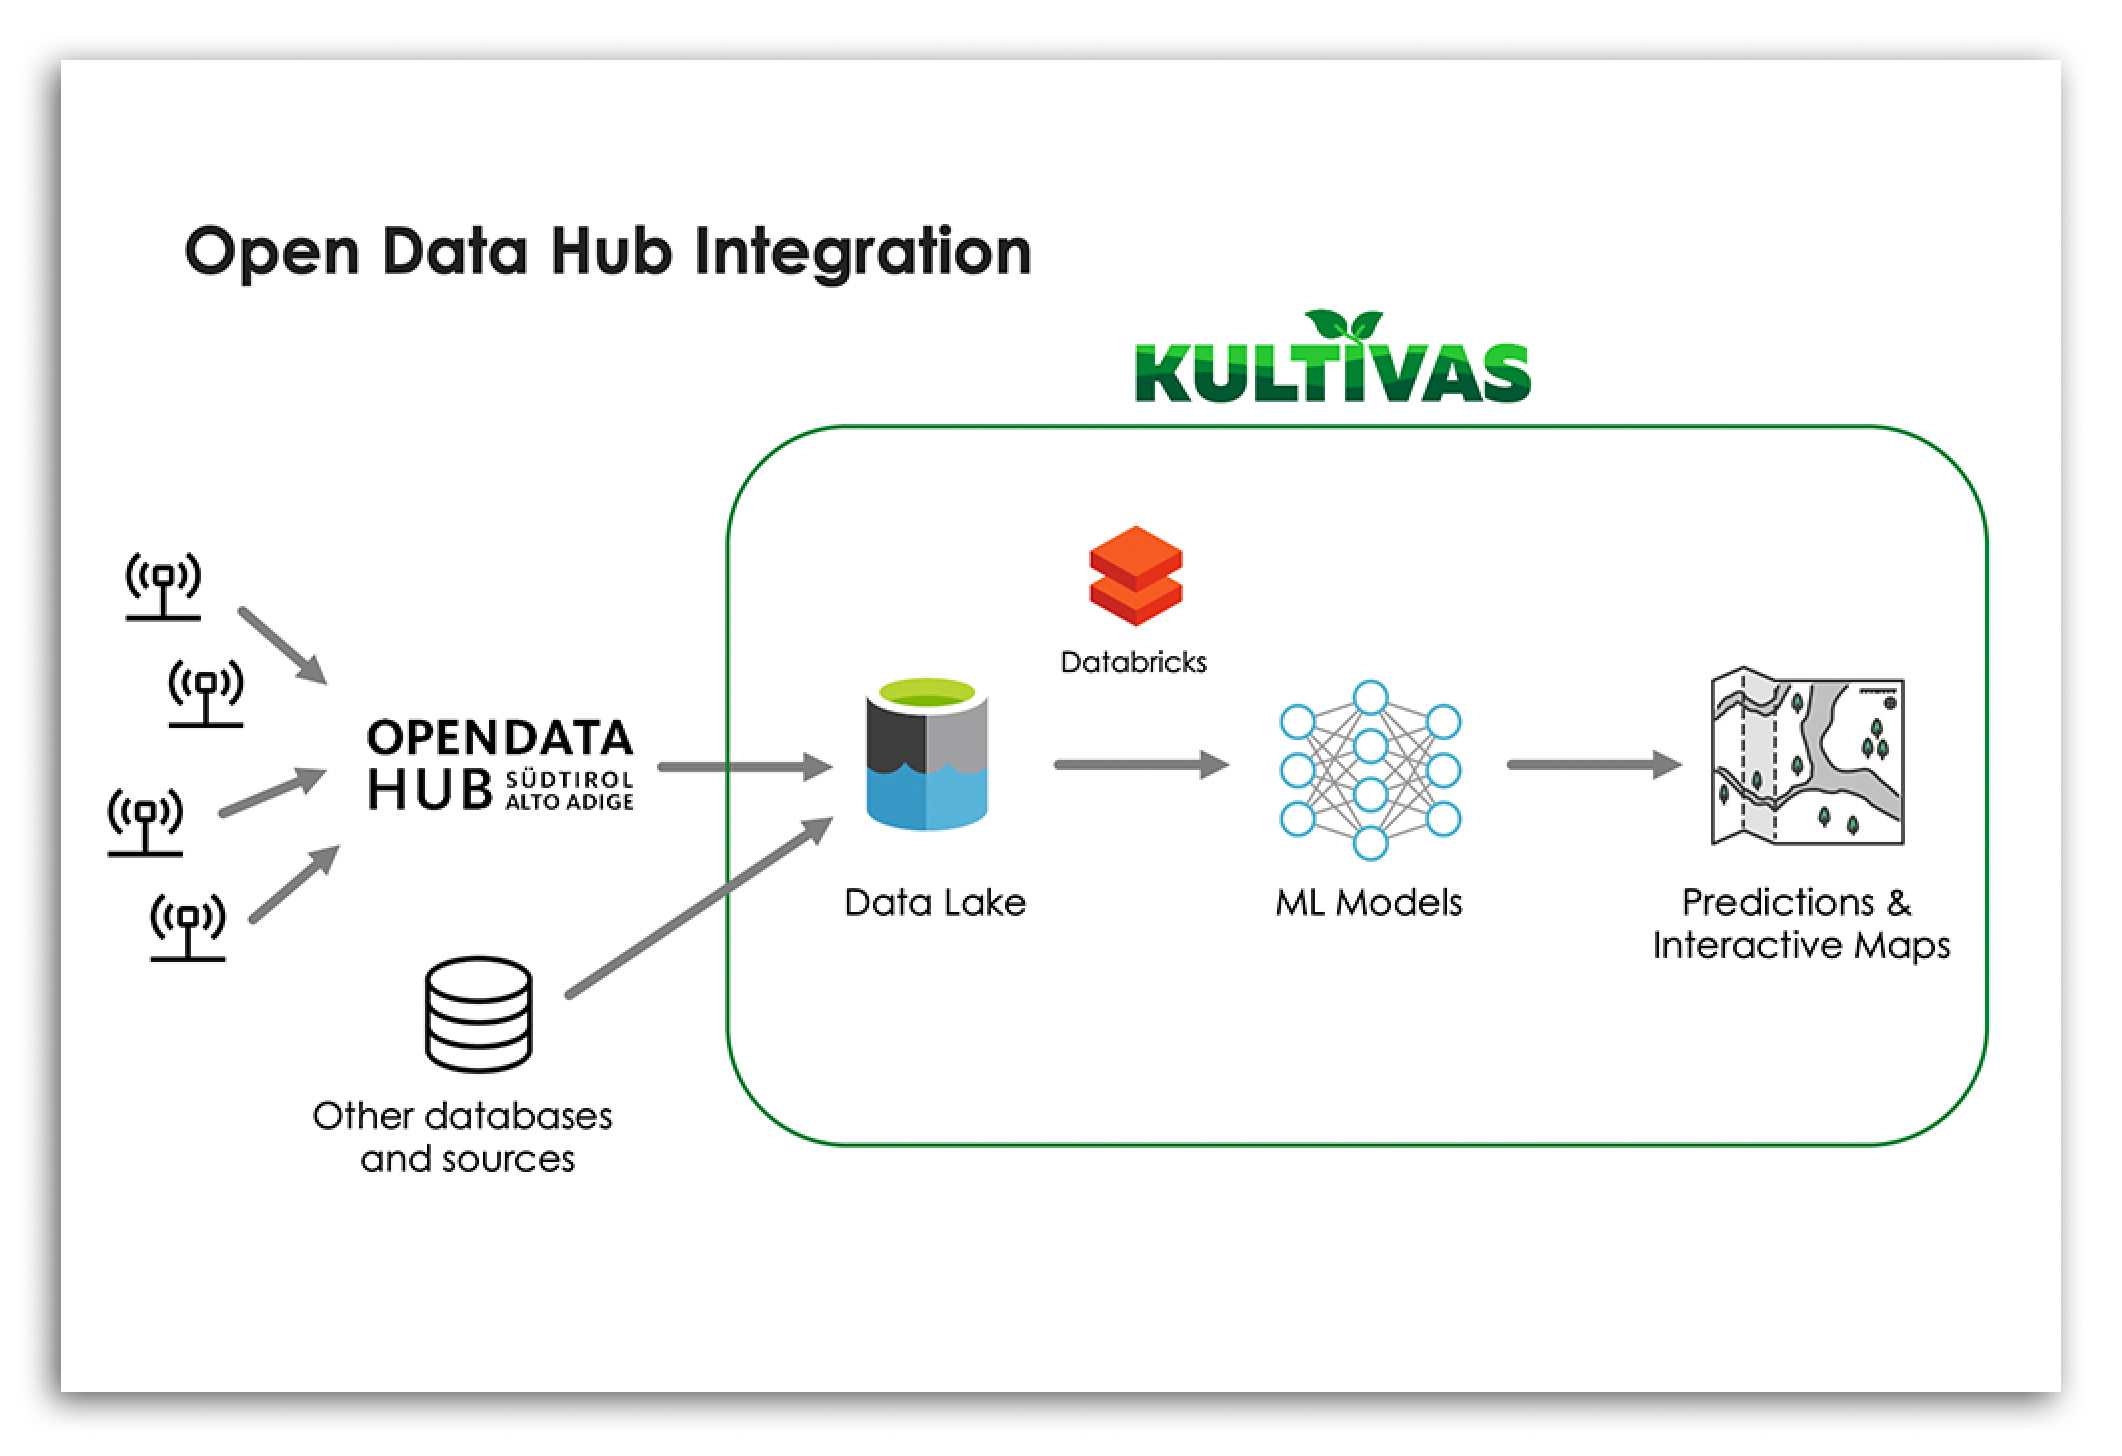 Open Data Hub Integration
KULTIVAS
Databricks
OPENDATA
HUB SÜDTIROL
ALTO ADIGE
Data Lake
ML Models
Predictions &
Interactive Maps
Other databases
and sources